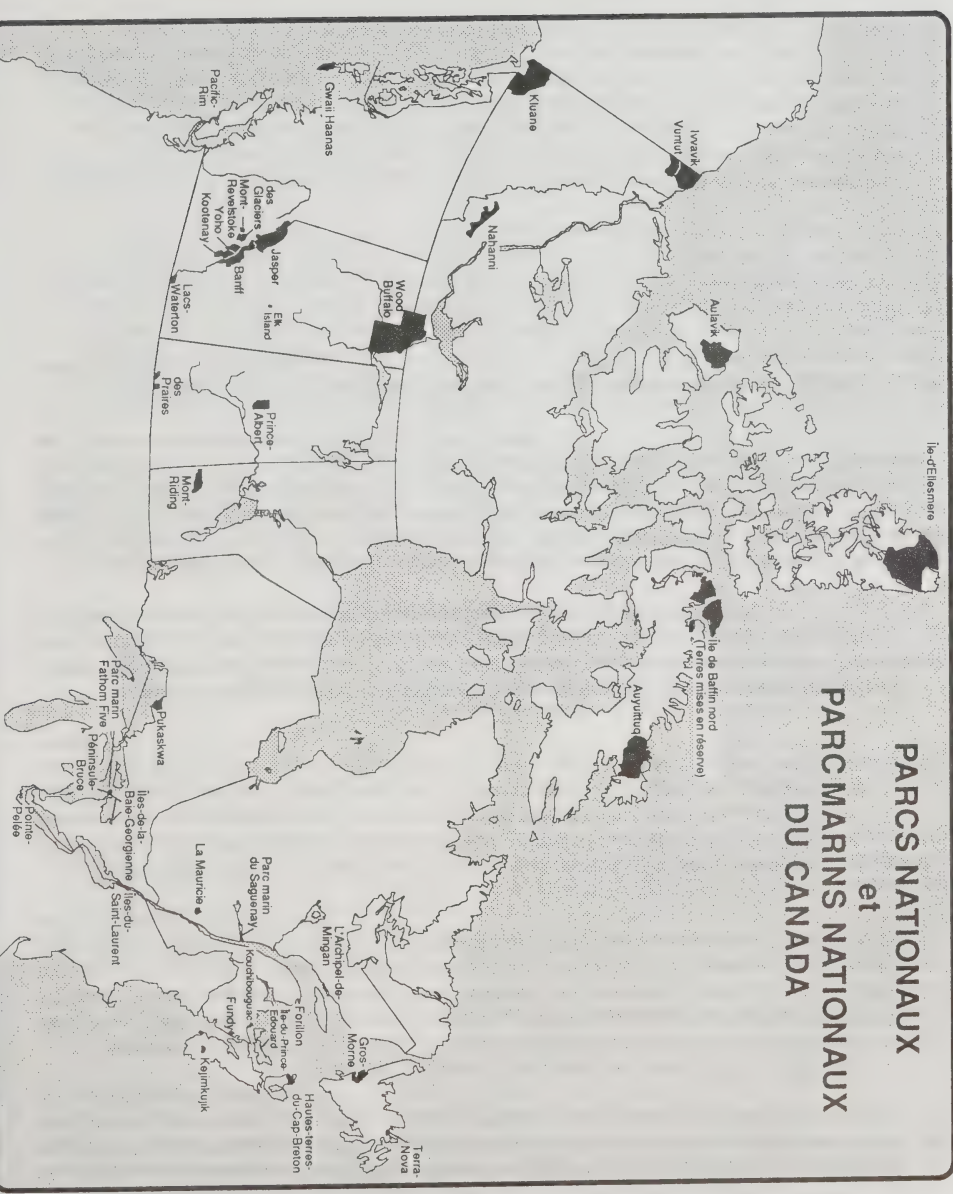 PARCS NATIONAUX
et
PARC MARINS NATIONAUX
DU CANADA
Île-d'Ellesmere
Aulavik
Île de Baffin nord
(Terres mises en réserve)
Auyuittuq
Ivvavik
Vuntut
Kluane
Nahanni
Wood
Buffalo
Gwaii Haanas
Pacific-
Rim
des
Glaciers
Mont-
Revelstoke
Yoho
Kootenay
Jasper
Banff
Elk
Island
Lacs-
Waterton
Prince-
Albert
des
Praires
Mont-
Riding
Pukaskwa
Parc marin
Fathom Five
Péninsule-
Bruce
Îles-de-la-
Baie-Georgienne
Pointe-
Pelée
Îles-du-
Saint-Laurent
La Mauricie
Parc marin
du Saguenay
L'Archipel-de-
Mingan
Forillon
Île-du-Prince-
Edouard
Kouchibouguac
Fundy
Kejimkujik
Hautes-terres-
du-Cap-Breton
Gros-
Morne
Terra-
Nova